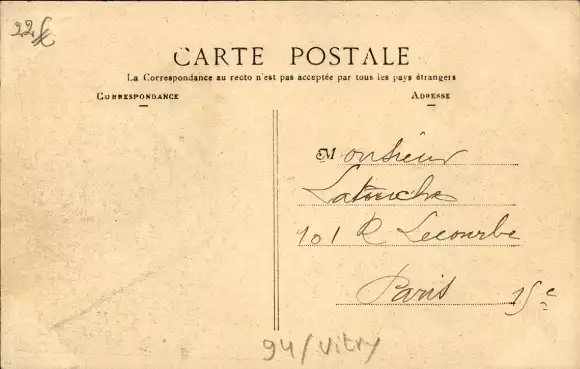 22
CARTE POSTALE
La Correspondance au recto n'est pas acceptée par tous les pays étrangers
CORRESPONDANCE
ADRESSE
Monsieur
Latouche
101 R Lecourbe
Paris 15e
94/Vitry